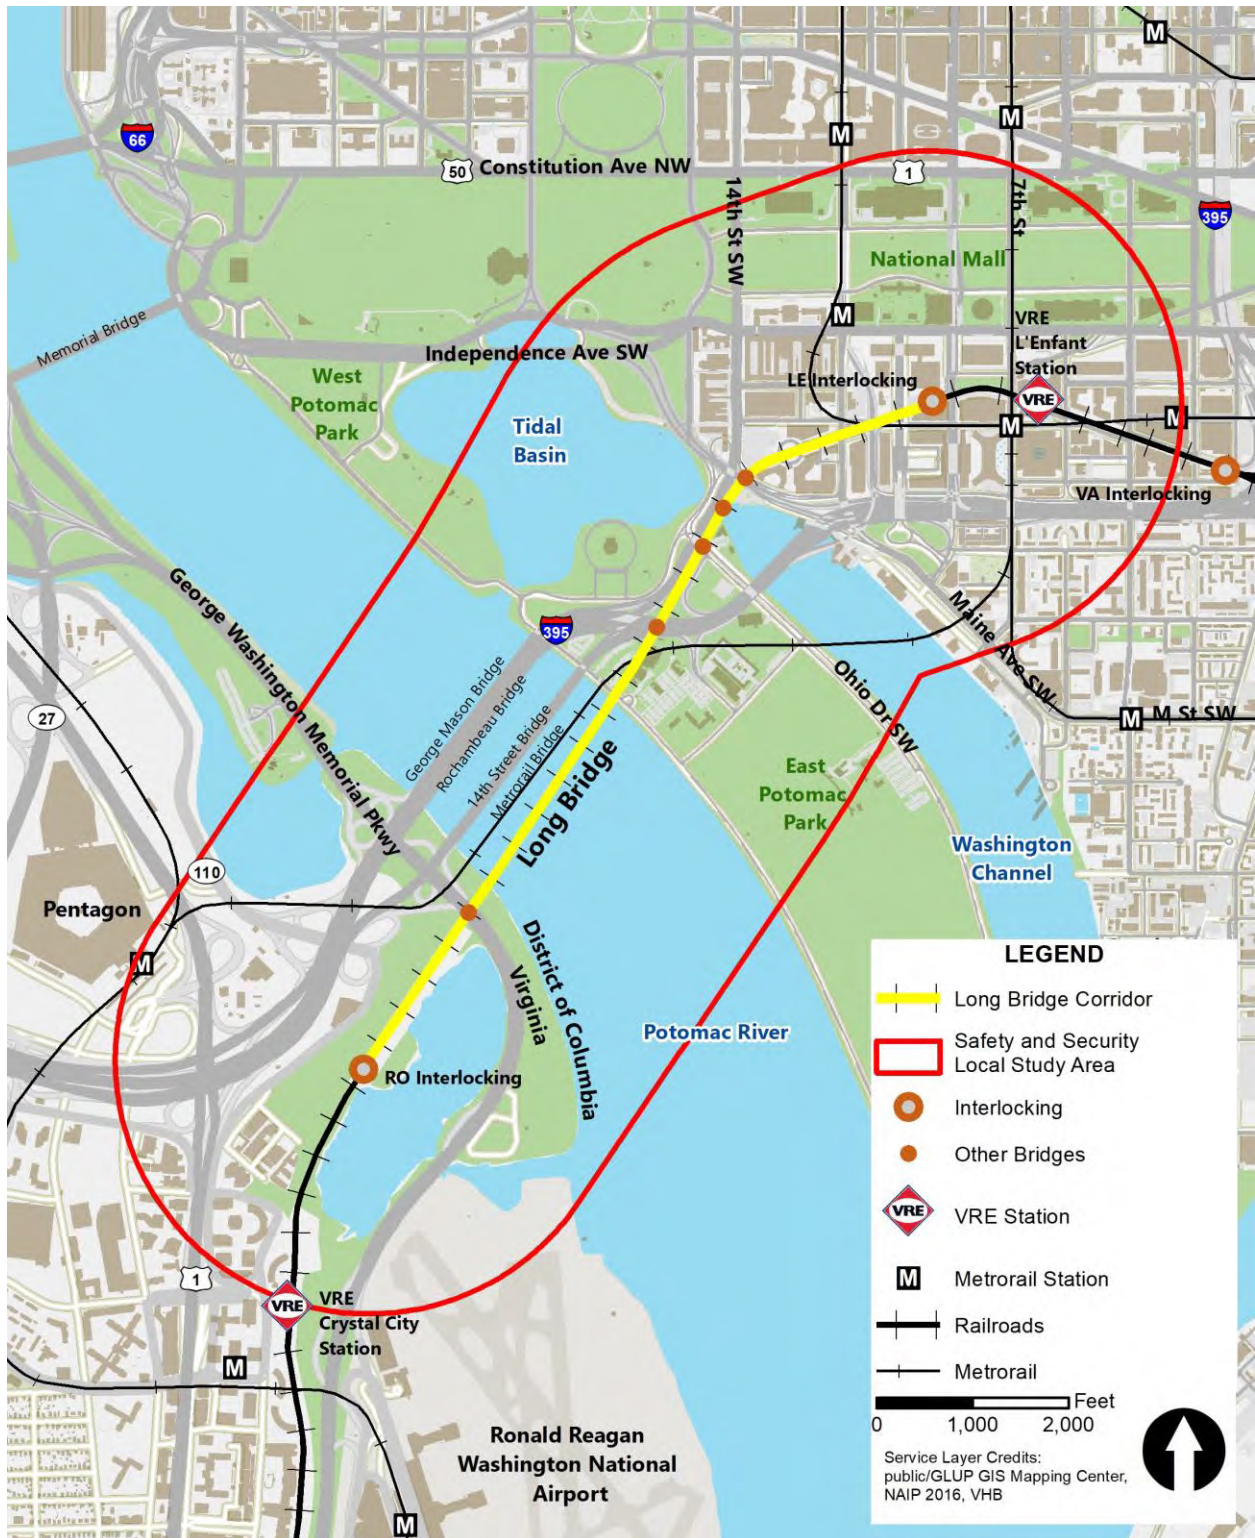 M
66
M
M
50
Constitution Ave NW
1
14th St SW
7th St
395
National Mall
Memorial Bridge
M
VRE
L'Enfant
Station
Independence Ave SW
West
Potomac
Park
LE Interlocking
VRE
M
M
Tidal
Basin
VA Interlocking
George Washington Memorial Pkwy
395
Maine Ave SW
Ohio Dr SW
27
M
M St SW
George Mason Bridge
Rochambeau Bridge
14th Street Bridge
Metrorail Bridge
Long Bridge
East
Potomac
Park
Washington
Channel
110
Pentagon
M
District of Columbia
Virginia
Potomac River
RO Interlocking
1
VRE
VRE
Crystal City
Station
M
Ronald Reagan
Washington National
Airport
M
LEGEND
Long Bridge Corridor
Safety and Security
Local Study Area
Interlocking
Other Bridges
VRE
VRE Station
M
Metrorail Station
Railroads
Metrorail
Feet
0 1,000 2,000
Service Layer Credits:
public/GLUP GIS Mapping Center,
NAIP 2016, VHB